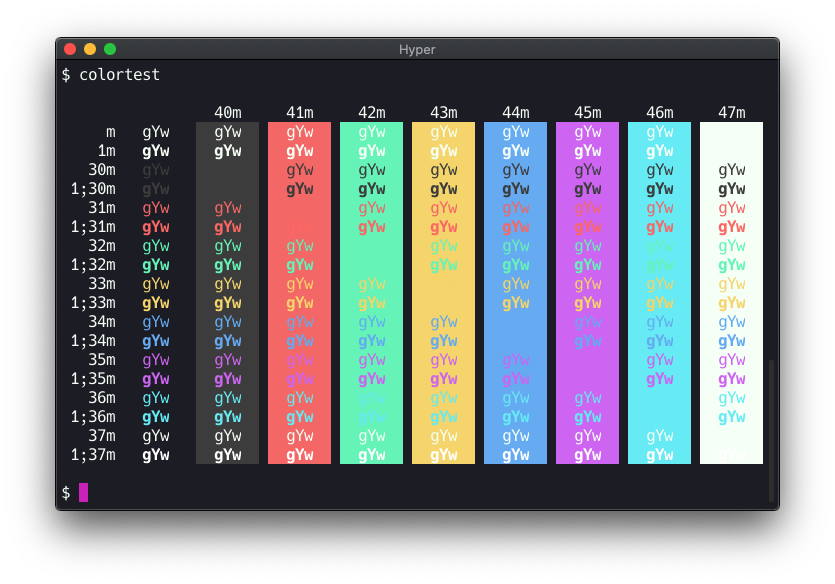 Hyper
$ colortest
40m 41m 42m 43m 44m 45m 46m 47m
m gYw gYw gYw gYw gYw gYw gYw gYw
1m gYw gYw gYw gYw gYw gYw gYw gYw
30m gYw gYw gYw gYw gYw gYw gYw gYw
1;30m gYw gYw gYw gYw gYw gYw gYw gYw
31m gYw gYw gYw gYw gYw gYw gYw gYw
1;31m gYw gYw gYw gYw gYw gYw gYw gYw
32m gYw gYw gYw gYw gYw gYw gYw gYw
1;32m gYw gYw gYw gYw gYw gYw gYw gYw
33m gYw gYw gYw gYw gYw gYw gYw gYw
1;33m gYw gYw gYw gYw gYw gYw gYw gYw
34m gYw gYw gYw gYw gYw gYw gYw gYw
1;34m gYw gYw gYw gYw gYw gYw gYw gYw
35m gYw gYw gYw gYw gYw gYw gYw gYw
1;35m gYw gYw gYw gYw gYw gYw gYw gYw
36m gYw gYw gYw gYw gYw gYw gYw gYw
1;36m gYw gYw gYw gYw gYw gYw gYw gYw
37m gYw gYw gYw gYw gYw gYw gYw gYw
1;37m gYw gYw gYw gYw gYw gYw gYw gYw
$